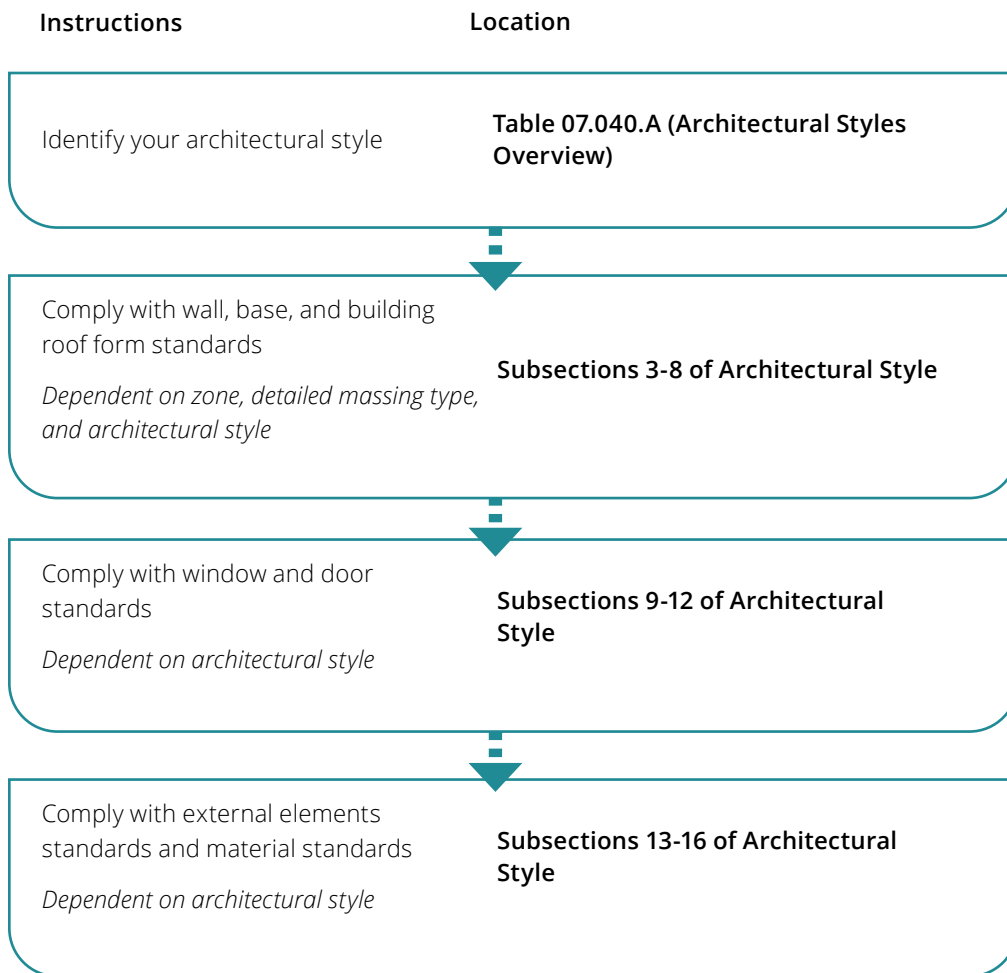 Instructions
Location
Identify your architectural style
Table 07.040.A (Architectural Styles
Overview)
Comply with wall, base, and building
roof form standards
Dependent on zone, detailed massing type,
and architectural style
Subsections 3-8 of Architectural Style
Comply with window and door
standards
Dependent on architectural style
Subsections 9-12 of Architectural
Style
Comply with external elements
standards and material standards
Dependent on architectural style
Subsections 13-16 of Architectural
Style